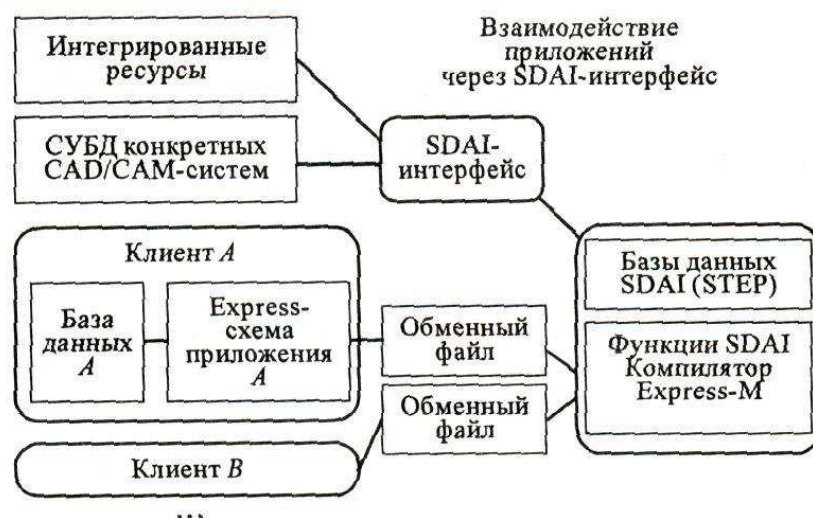 Интегрированные
ресурсы
Взаимодействие
приложений
через SDAI-интерфейс
СУБД конкретных
CAD/CAM-систем
SDAI-
интерфейс
Клиент A
База
данных
A
Express-
схема
приложения
A
Обменный
файл
Обменный
файл
Базы данных
SDAI (STEP)
Функции SDAI
Компилятор
Express-M
Клиент B
...